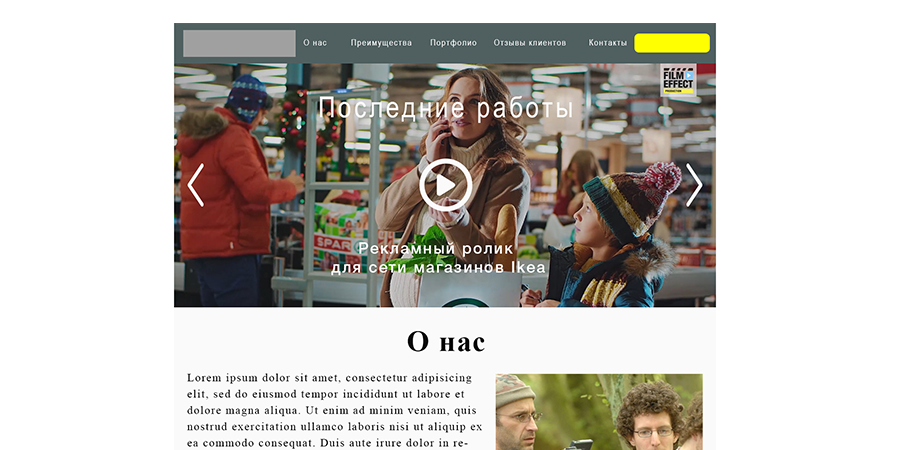 О нас
Преимущества
Портфолио
Отзывы клиентов
Контакты
FILM
EFFECT
PRODUCTION
Последние работы
SPAR
Рекламный ролик
для сети магазинов Ikea
О нас
Lorem ipsum dolor sit amet, consectetur adipisicing
elit, sed do eiusmod tempor incididunt ut labore et
dolore magna aliqua. Ut enim ad minim veniam, quis
nostrud exercitation ullamco laboris nisi ut aliquip ex
ea commodo consequat. Duis aute irure dolor in re-